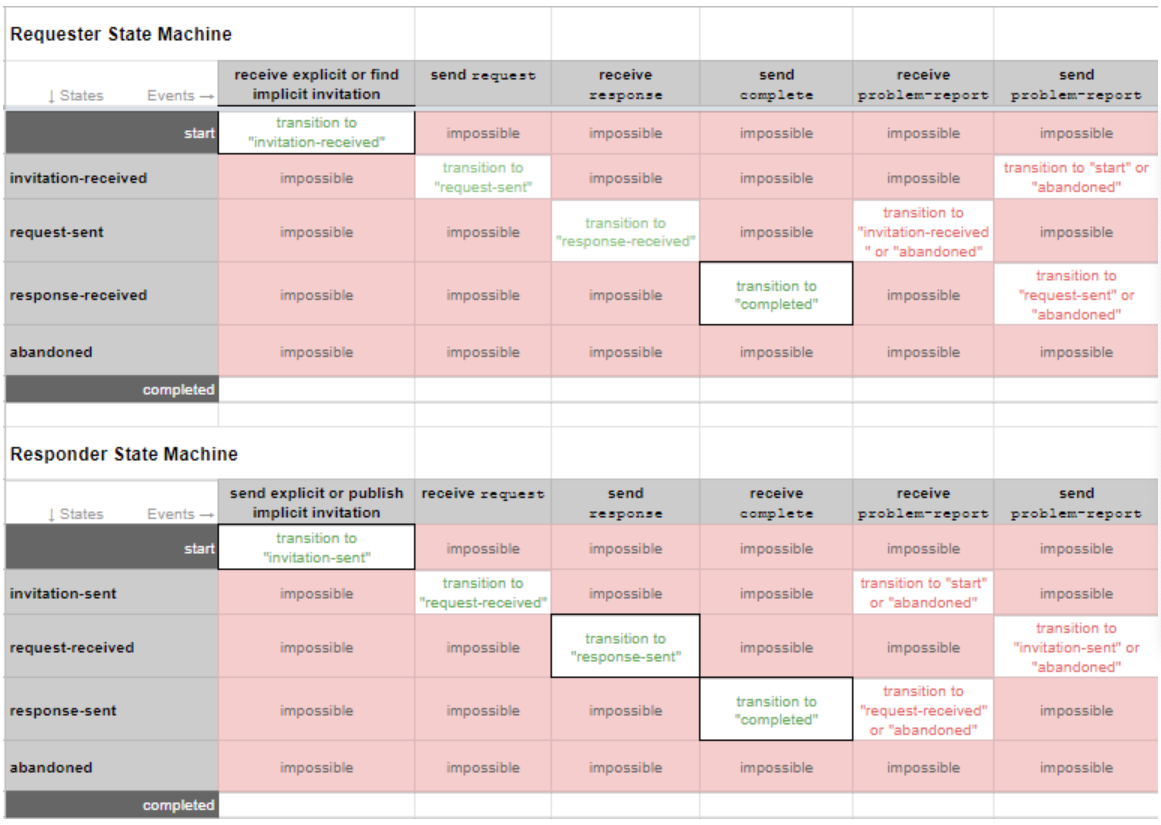 Requester State Machine
↓ States Events → receive explicit or find implicit invitation send request receive response send complete receive problem-report send problem-report
start transition to "invitation-received" impossible impossible impossible impossible impossible
invitation-received impossible transition to "request-sent" impossible impossible impossible transition to "start" or "abandoned"
request-sent impossible impossible transition to "response-received" impossible transition to "invitation-received" or "abandoned" impossible
response-received impossible impossible impossible transition to "completed" impossible transition to "request-sent" or "abandoned"
abandoned impossible impossible impossible impossible impossible impossible
completed
Responder State Machine
↓ States Events → send explicit or publish implicit invitation receive request send response receive complete receive problem-report send problem-report
start transition to "invitation-sent" impossible impossible impossible impossible impossible
invitation-sent impossible transition to "request-received" impossible impossible transition to "start" or "abandoned" impossible
request-received impossible impossible transition to "response-sent" impossible impossible transition to "invitation-sent" or "abandoned"
response-sent impossible impossible impossible transition to "completed" transition to "request-received" or "abandoned" impossible
abandoned impossible impossible impossible impossible impossible impossible
completed